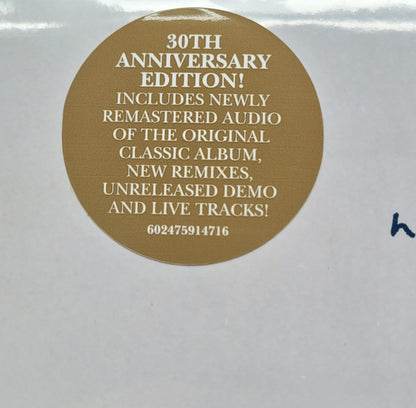 30TH
ANNIVERSARY
EDITION!
INCLUDES NEWLY
REMASTERED AUDIO
OF THE ORIGINAL
CLASSIC ALBUM,
NEW REMIXES,
UNRELEASED DEMO
AND LIVE TRACKS!
602475914716